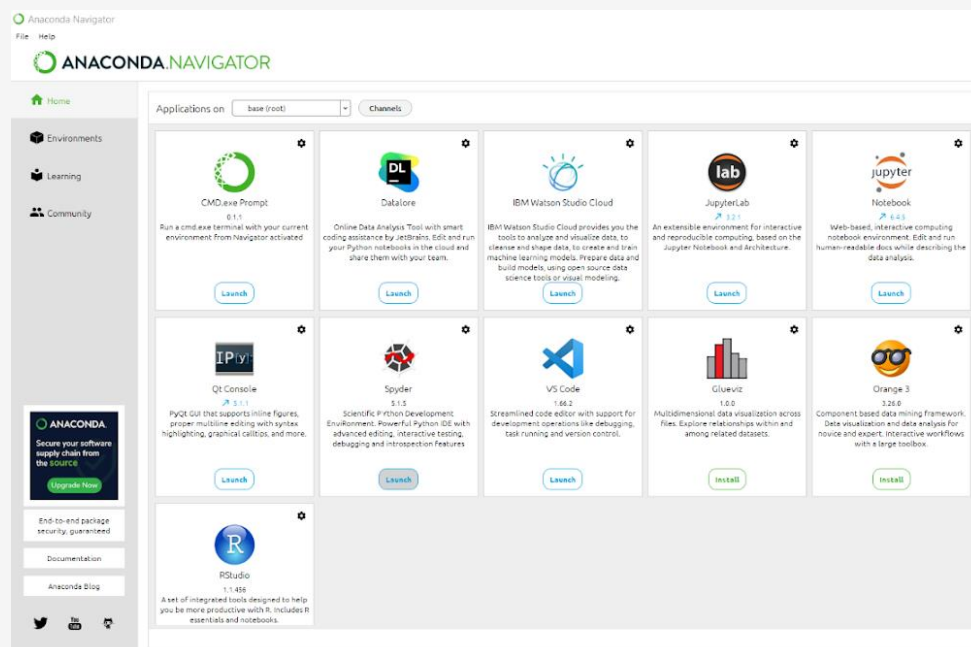 Anaconda Navigator
File Help
ANACONDA.NAVIGATOR
Home
Environments
Learning
Community
Applications on base (root) Channels
CMD.exe Prompt
0.1.1
Run a cmd.exe terminal with your current
environment from Navigator activated
Launch
DL
Datalore
Online Data Analysis Tool with smart
coding assistance by JetBrains. Edit and run
your Python notebooks in the cloud and
share them with your team.
Launch
IBM Watson Studio Cloud
IBM Watson Studio Cloud provides you the
tools to analyze and visualize data, to
cleanse and shape data, to create and train
machine learning models. Prepare data and
build models, using open source data
science tools or visual modeling.
Launch
lab
JupyterLab
3.2.1
An extensible environment for interactive
and reproducible computing, based on the
Jupyter Notebook and Architecture.
Launch
jupyter
Notebook
6.4.5
Web-based, interactive computing
notebook environment. Edit and run
human-readable docs while describing the
data analysis.
Launch
IP[y]:
Qt Console
5.1.1
PyQt GUI that supports inline figures,
proper multiline editing with syntax
highlighting, graphical calltips, and more.
Launch
Spyder
5.1.5
Scientific PYthon Development
EnviRonment. Powerful Python IDE with
advanced editing, interactive testing,
debugging and introspection features
Launch
VS Code
1.66.2
Streamlined code editor with support for
development operations like debugging,
task running and version control.
Launch
Glueviz
1.0.0
Multidimensional data visualization across
files. Explore relationships within and
among related datasets.
Install
Orange 3
3.26.0
Component based data mining framework.
Data visualization and data analysis for
novice and expert. Interactive workflows
with a large toolbox.
Install
R
RStudio
1.1.456
A set of integrated tools designed to help
you be more productive with R. Includes R
essentials and notebooks.
ANACONDA.
Secure your software
supply chain from
the source
Upgrade Now
End-to-end package
security, guaranteed
Documentation
Anaconda Blog
You
Tube